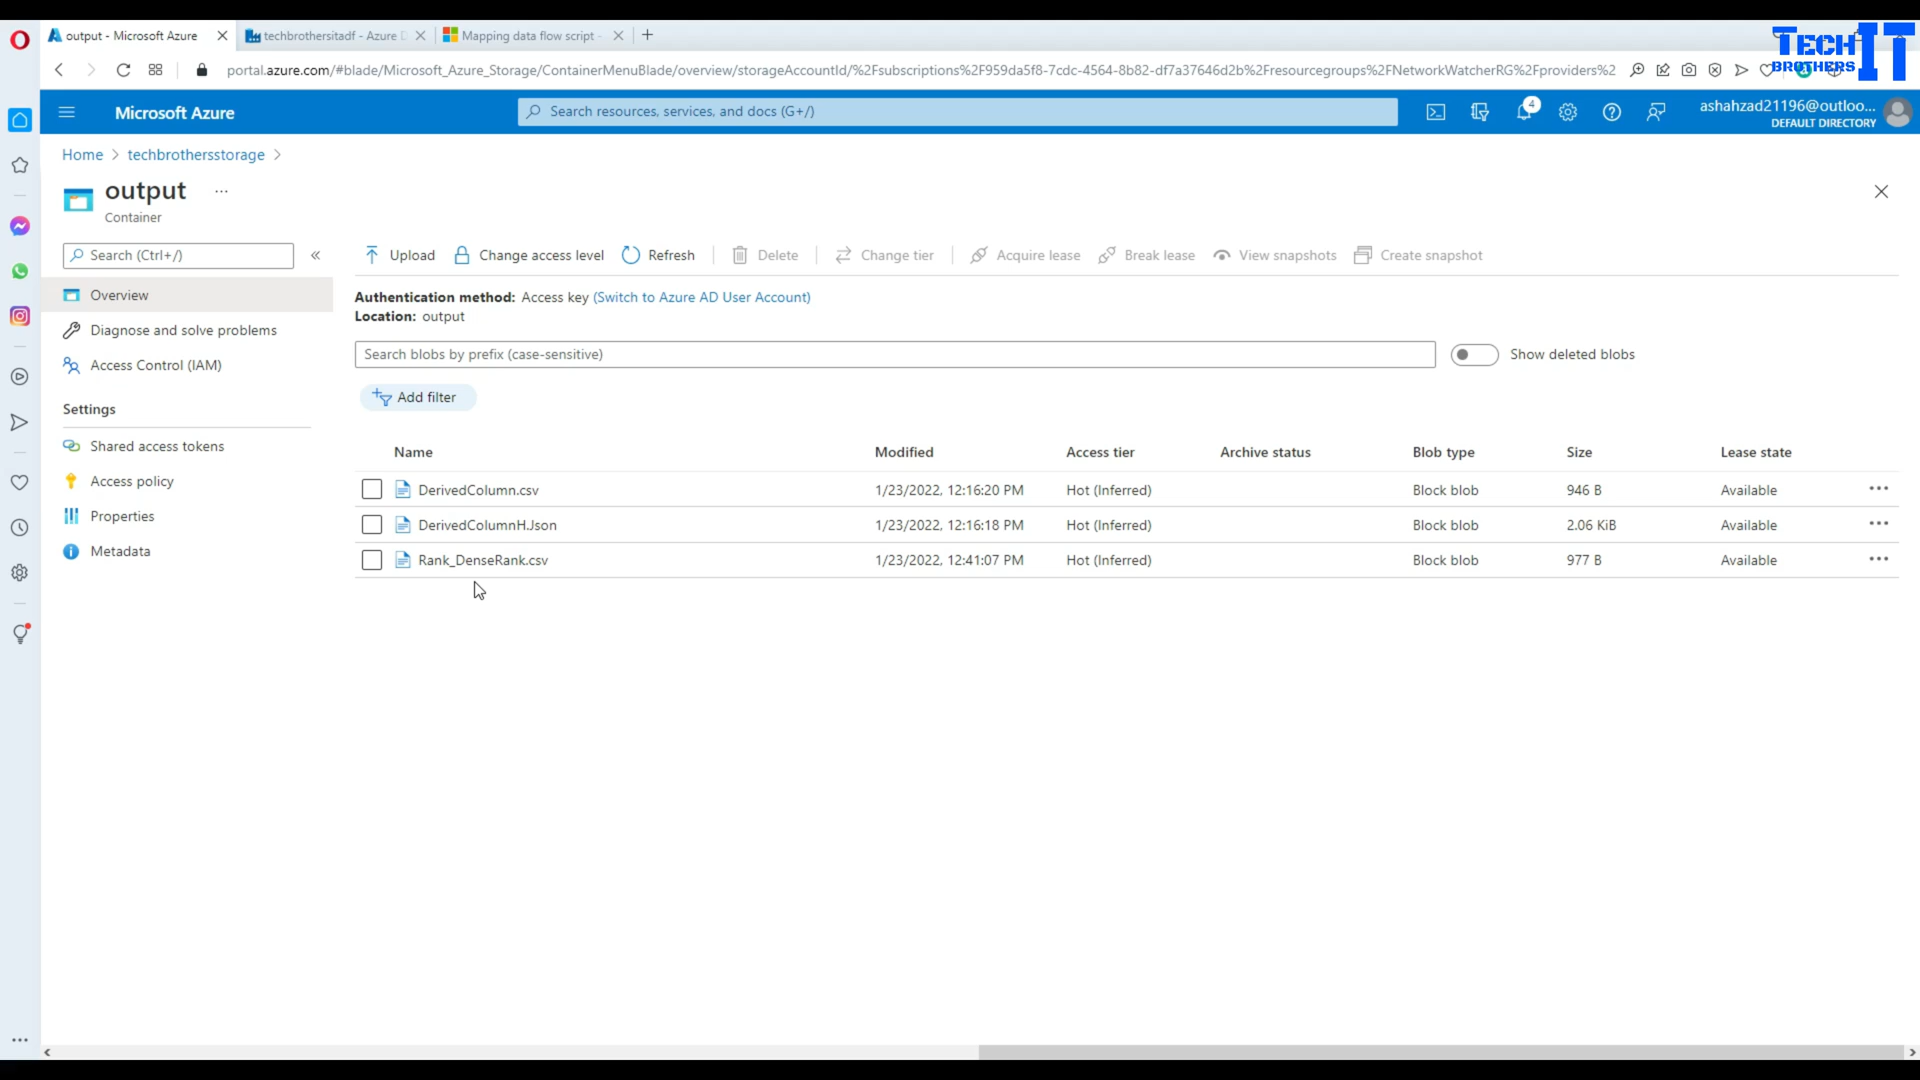 output - Microsoft Azure
techbrothersitadf - Azure D
Mapping data flow script -
TECH IT
BROTHERS
portal.azure.com/#blade/Microsoft_Azure_Storage/ContainerMenuBlade/overview/storageAccountId/%2Fsubscriptions%2F959da5f8-7cdc-4564-8b82-df7a37646d2b%2Fresourcegroups%2FNetworkWatcherRG%2Fproviders%2
Microsoft Azure
Search resources, services, and docs (G+/)
4
ashahzad21196@outloo...
DEFAULT DIRECTORY
Home > techbrothersstorage >
output ...
Container
Search (Ctrl+/)
«
Upload
Change access level
Refresh
Delete
Change tier
Acquire lease
Break lease
View snapshots
Create snapshot
Overview
Diagnose and solve problems
Access Control (IAM)
Settings
Shared access tokens
Access policy
Properties
Metadata
Authentication method: Access key (Switch to Azure AD User Account)
Location: output
Search blobs by prefix (case-sensitive)
Show deleted blobs
Add filter
Name Modified Access tier Archive status Blob type Size Lease state
DerivedColumn.csv 1/23/2022, 12:16:20 PM Hot (Inferred) Block blob 946 B Available ...
DerivedColumnH.Json 1/23/2022, 12:16:18 PM Hot (Inferred) Block blob 2.06 KiB Available ...
Rank_DenseRank.csv 1/23/2022, 12:41:07 PM Hot (Inferred) Block blob 977 B Available ...